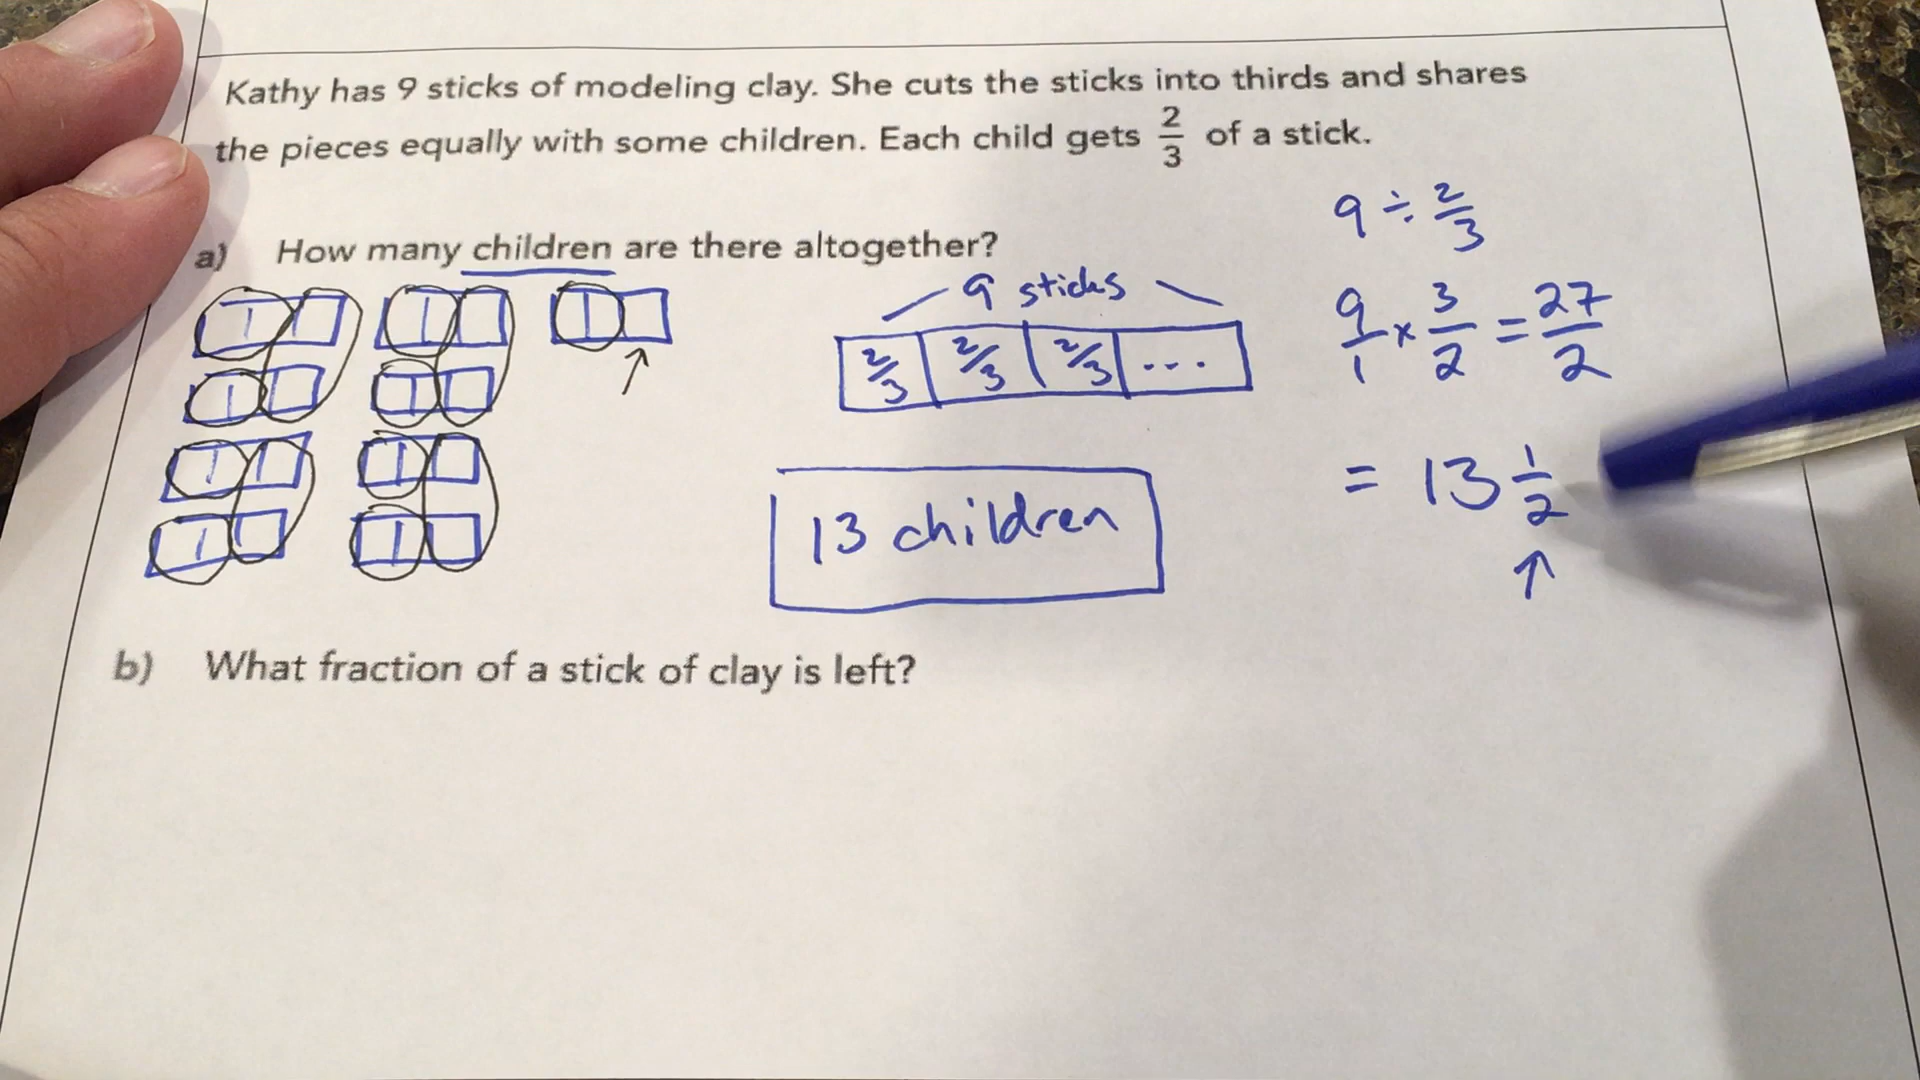 Kathy has 9 sticks of modeling clay. She cuts the sticks into thirds and shares
the pieces equally with some children. Each child gets 2/3 of a stick.
9 ÷ 2/3
a) How many children are there altogether?
9 sticks
2/3 2/3 2/3 ...
9/1 × 3/2 = 27/2
= 13 1/2
13 children
b) What fraction of a stick of clay is left?